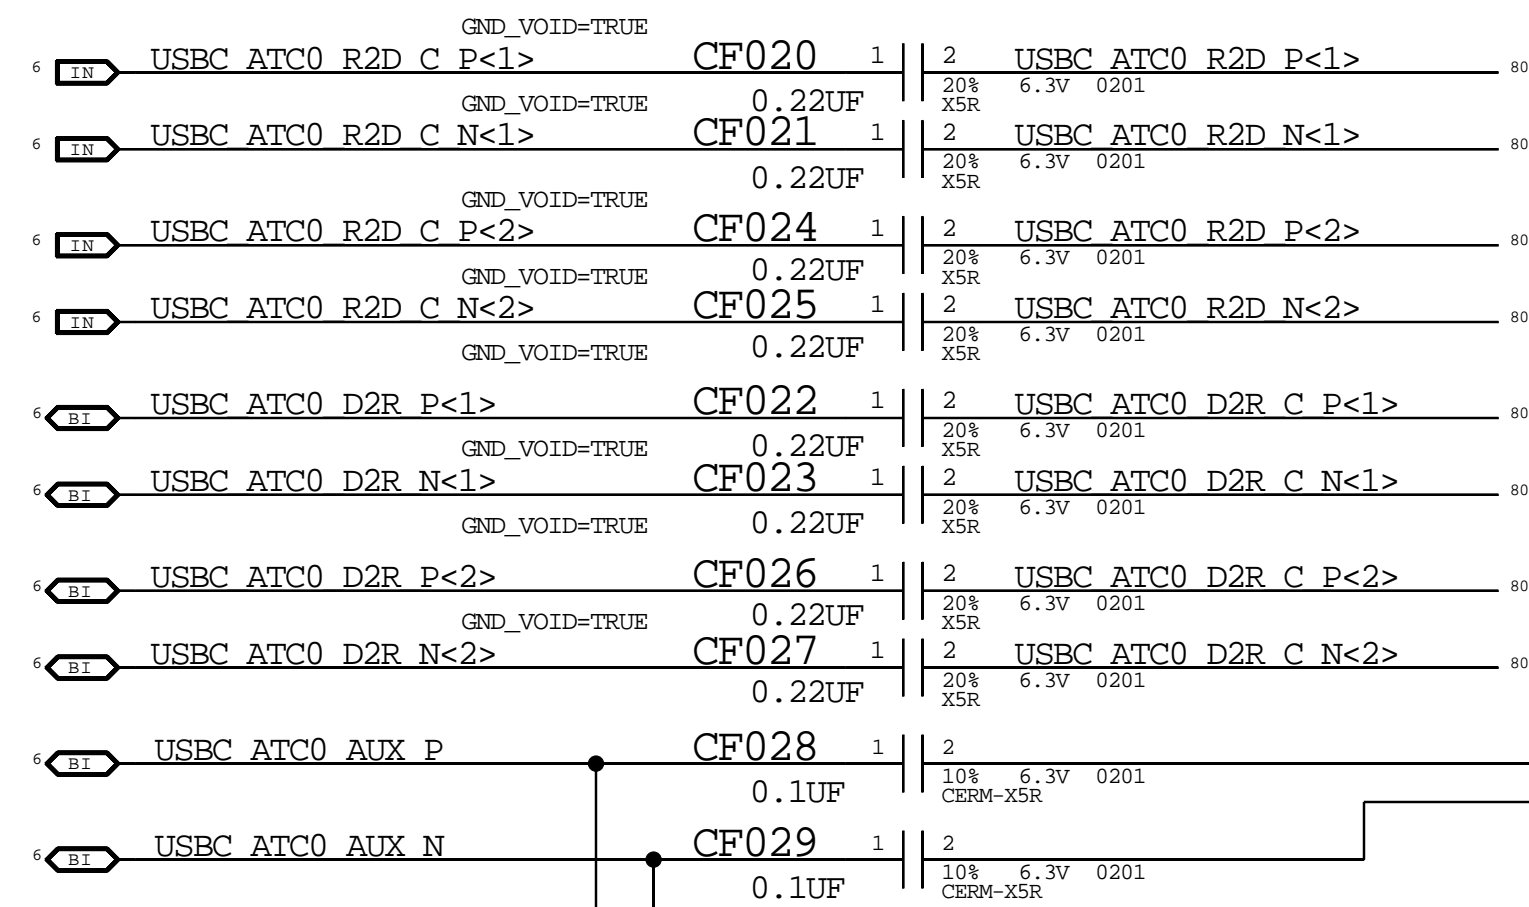 GND_VOID=TRUE
6 IN USBC_ATC0_R2D_C_P<1> CF020 1 2 USBC_ATC0_R2D_P<1> 80
20% 6.3V 0201
GND_VOID=TRUE 0.22UF X5R
6 IN USBC_ATC0_R2D_C_N<1> CF021 1 2 USBC_ATC0_R2D_N<1> 80
20% 6.3V 0201
0.22UF X5R
GND_VOID=TRUE
6 IN USBC_ATC0_R2D_C_P<2> CF024 1 2 USBC_ATC0_R2D_P<2> 80
20% 6.3V 0201
GND_VOID=TRUE 0.22UF X5R
6 IN USBC_ATC0_R2D_C_N<2> CF025 1 2 USBC_ATC0_R2D_N<2> 80
20% 6.3V 0201
GND_VOID=TRUE 0.22UF X5R
6 BI USBC_ATC0_D2R_P<1> CF022 1 2 USBC_ATC0_D2R_C_P<1> 80
20% 6.3V 0201
GND_VOID=TRUE 0.22UF X5R
6 BI USBC_ATC0_D2R_N<1> CF023 1 2 USBC_ATC0_D2R_C_N<1> 80
20% 6.3V 0201
GND_VOID=TRUE 0.22UF X5R
6 BI USBC_ATC0_D2R_P<2> CF026 1 2 USBC_ATC0_D2R_C_P<2> 80
20% 6.3V 0201
GND_VOID=TRUE 0.22UF X5R
6 BI USBC_ATC0_D2R_N<2> CF027 1 2 USBC_ATC0_D2R_C_N<2> 80
20% 6.3V 0201
0.22UF X5R
6 BI USBC_ATC0_AUX_P CF028 1 2
10% 6.3V 0201
0.1UF CERM-X5R
6 BI USBC_ATC0_AUX_N CF029 1 2
10% 6.3V 0201
0.1UF CERM-X5R